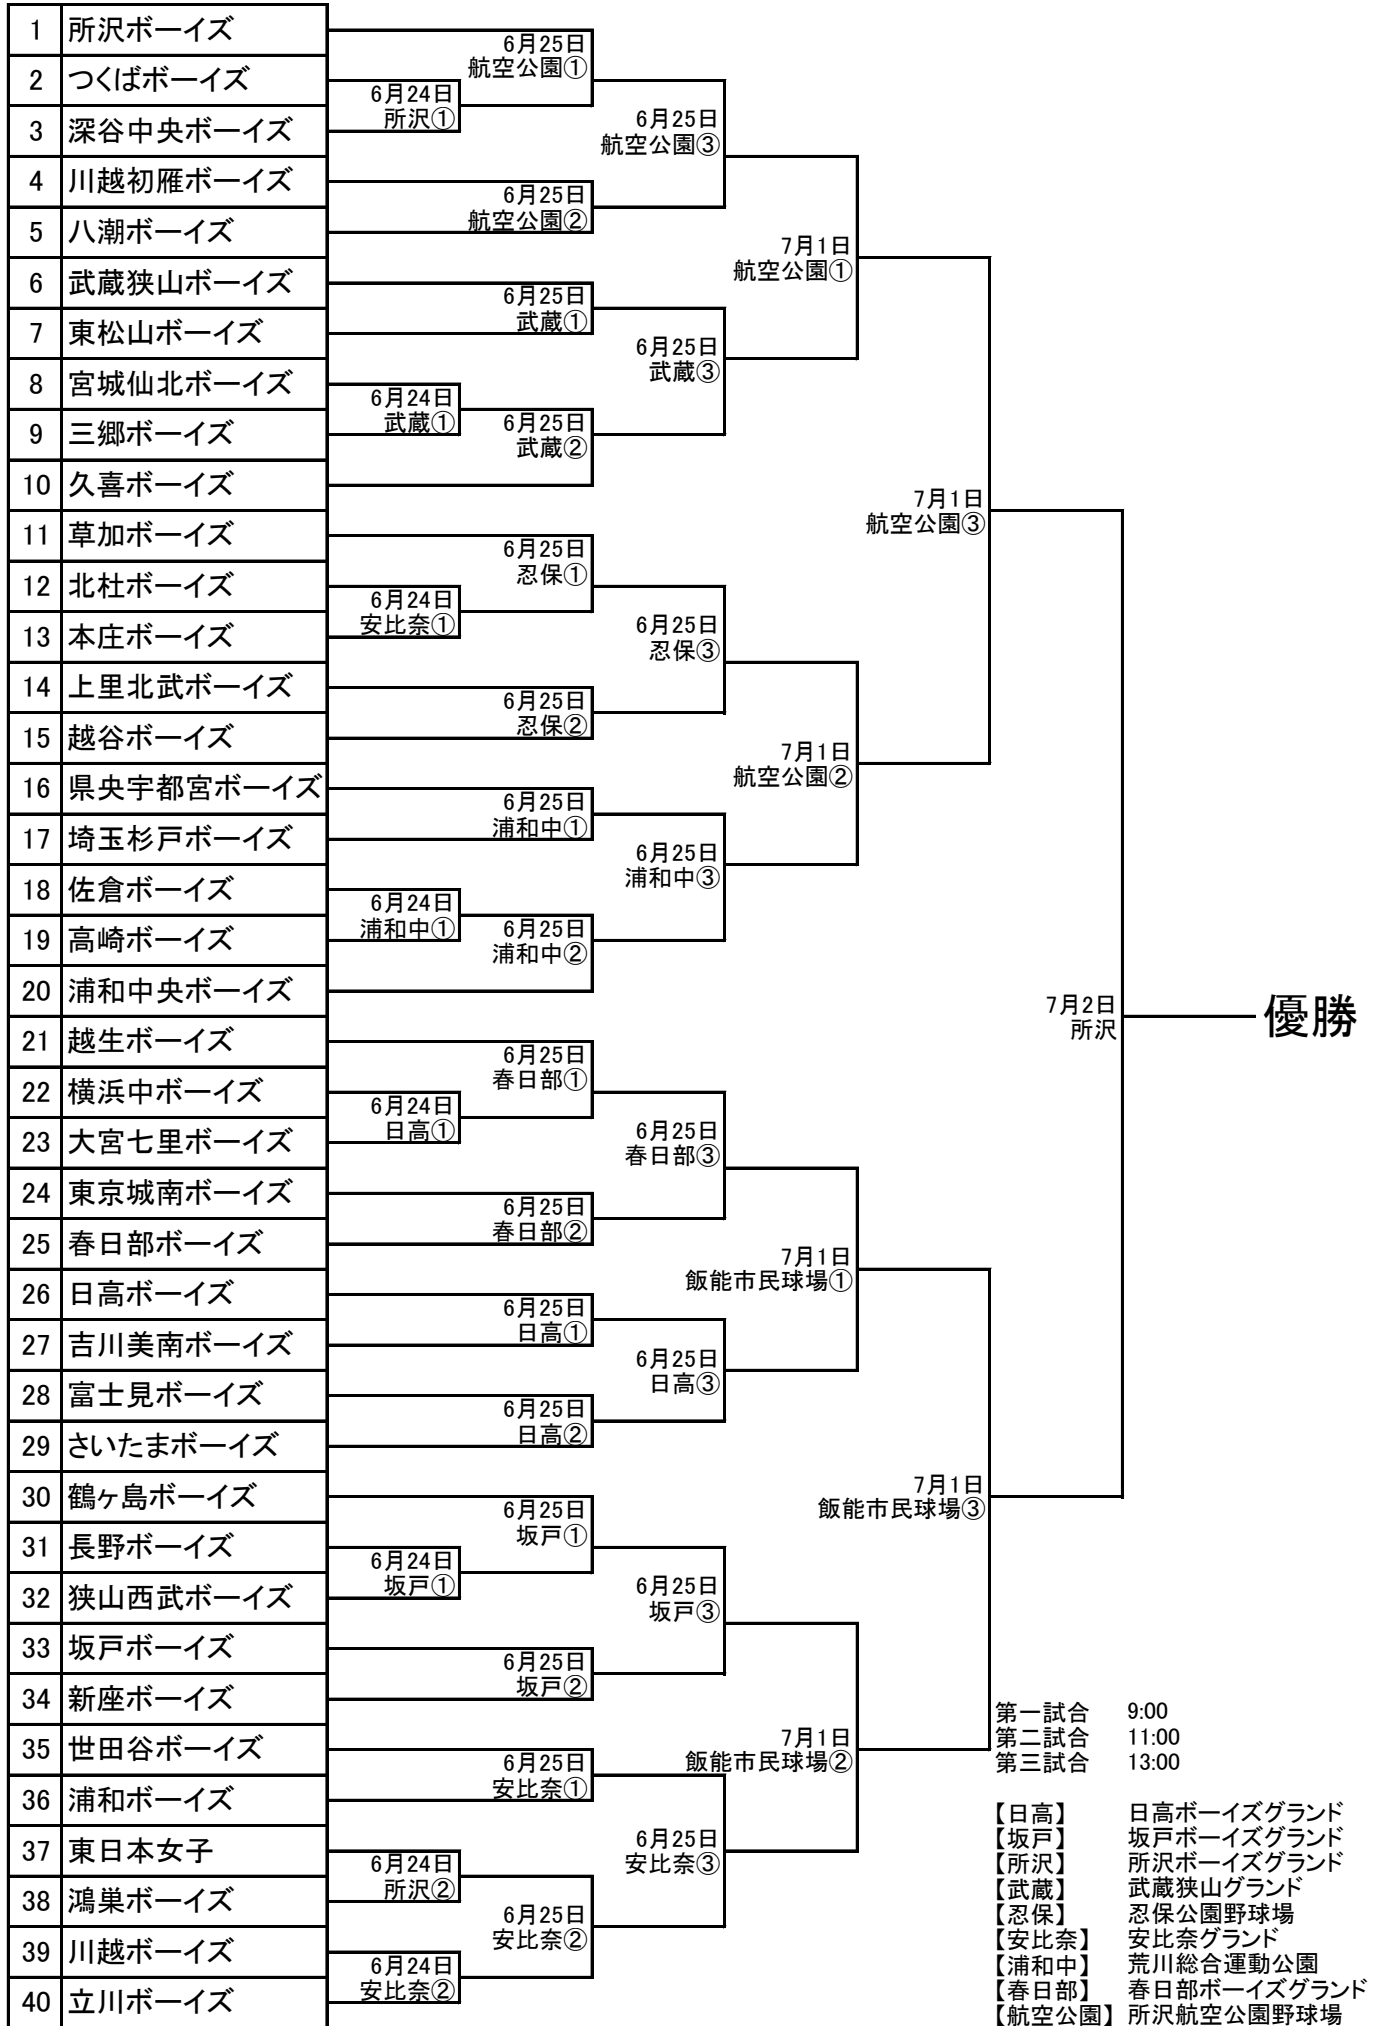 1 所沢ボーイズ
2 つくばボーイズ
3 深谷中央ボーイズ
4 川越初雁ボーイズ
5 八潮ボーイズ
6 武蔵狭山ボーイズ
7 東松山ボーイズ
8 宮城仙北ボーイズ
9 三郷ボーイズ
10 久喜ボーイズ
11 草加ボーイズ
12 北杜ボーイズ
13 本庄ボーイズ
14 上里北武ボーイズ
15 越谷ボーイズ
16 県央宇都宮ボーイズ
17 埼玉杉戸ボーイズ
18 佐倉ボーイズ
19 高崎ボーイズ
20 浦和中央ボーイズ
21 越生ボーイズ
22 横浜中ボーイズ
23 大宮七里ボーイズ
24 東京城南ボーイズ
25 春日部ボーイズ
26 日高ボーイズ
27 吉川美南ボーイズ
28 富士見ボーイズ
29 さいたまボーイズ
30 鶴ヶ島ボーイズ
31 長野ボーイズ
32 狭山西武ボーイズ
33 坂戸ボーイズ
34 新座ボーイズ
35 世田谷ボーイズ
36 浦和ボーイズ
37 東日本女子
38 鴻巣ボーイズ
39 川越ボーイズ
40 立川ボーイズ
6月24日
所沢①
6月24日
武蔵①
6月24日
安比奈①
6月24日
浦和中①
6月24日
日高①
6月24日
坂戸①
6月24日
所沢②
6月24日
安比奈②
6月25日
航空公園①
6月25日
航空公園②
6月25日
武蔵①
6月25日
武蔵②
6月25日
忍保①
6月25日
忍保②
6月25日
浦和中①
6月25日
浦和中②
6月25日
春日部①
6月25日
春日部②
6月25日
日高①
6月25日
日高②
6月25日
坂戸①
6月25日
坂戸②
6月25日
安比奈①
6月25日
安比奈②
6月25日
航空公園③
6月25日
武蔵③
6月25日
忍保③
6月25日
浦和中③
6月25日
春日部③
6月25日
日高③
6月25日
坂戸③
6月25日
安比奈③
7月1日
航空公園①
7月1日
航空公園②
7月1日
飯能市民球場①
7月1日
飯能市民球場②
7月1日
航空公園③
7月1日
飯能市民球場③
7月2日
所沢
優勝
第一試合 9:00
第二試合 11:00
第三試合 13:00
【日高】 日高ボーイズグランド
【坂戸】 坂戸ボーイズグランド
【所沢】 所沢ボーイズグランド
【武蔵】 武蔵狭山グランド
【忍保】 忍保公園野球場
【安比奈】 安比奈グランド
【浦和中】 荒川総合運動公園
【春日部】 春日部ボーイズグランド
【航空公園】 所沢航空公園野球場